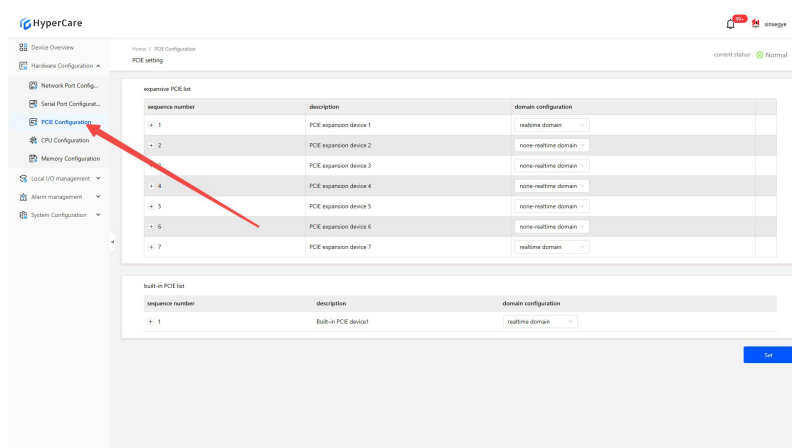 HyperCare
99+
sinsegye
Device Overview
Hardware Configuration
Network Port Config...
Serial Port Configurat...
PCIE Configuration
CPU Configuration
Memory Configuration
Local I/O management
Alarm management
System Configuration
Home / PCIE Configuration
PCIE setting
current status: Normal
expansive PCIE list
sequence number description domain configuration
1 PCIE expansion device 1 realtime domain
2 PCIE expansion device 2 none-realtime domain
PCIE expansion device 3 none-realtime domain
4 PCIE expansion device 4 none-realtime domain
5 PCIE expansion device 5 none-realtime domain
6 PCIE expansion device 6 none-realtime domain
7 PCIE expansion device 7 realtime domain
built-in PCIE list
sequence number description domain configuration
1 Built-in PCIE device1 realtime domain
Set